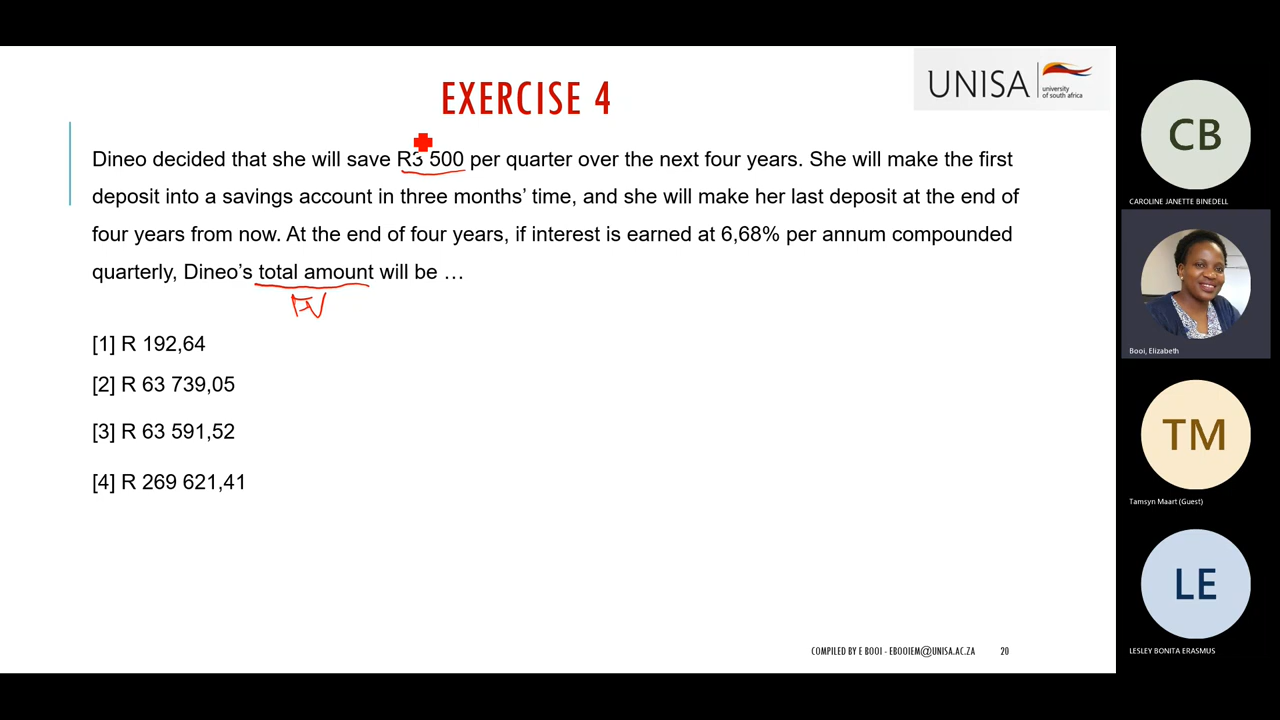 EXERCISE 4
UNISA
university
of south africa
Dineo decided that she will save R3 500 per quarter over the next four years. She will make the first
deposit into a savings account in three months’ time, and she will make her last deposit at the end of
four years from now. At the end of four years, if interest is earned at 6,68% per annum compounded
quarterly, Dineo’s total amount will be …
FV
[1] R 192,64
[2] R 63 739,05
[3] R 63 591,52
[4] R 269 621,41
COMPILED BY E BOOI - EBOOIEM@UNISA.AC.ZA
20
CB
CAROLINE JANETTE BINEDELL
Booi, Elizabeth
TM
Tamsyn Maart (Guest)
LE
LESLEY BONITA ERASMUS